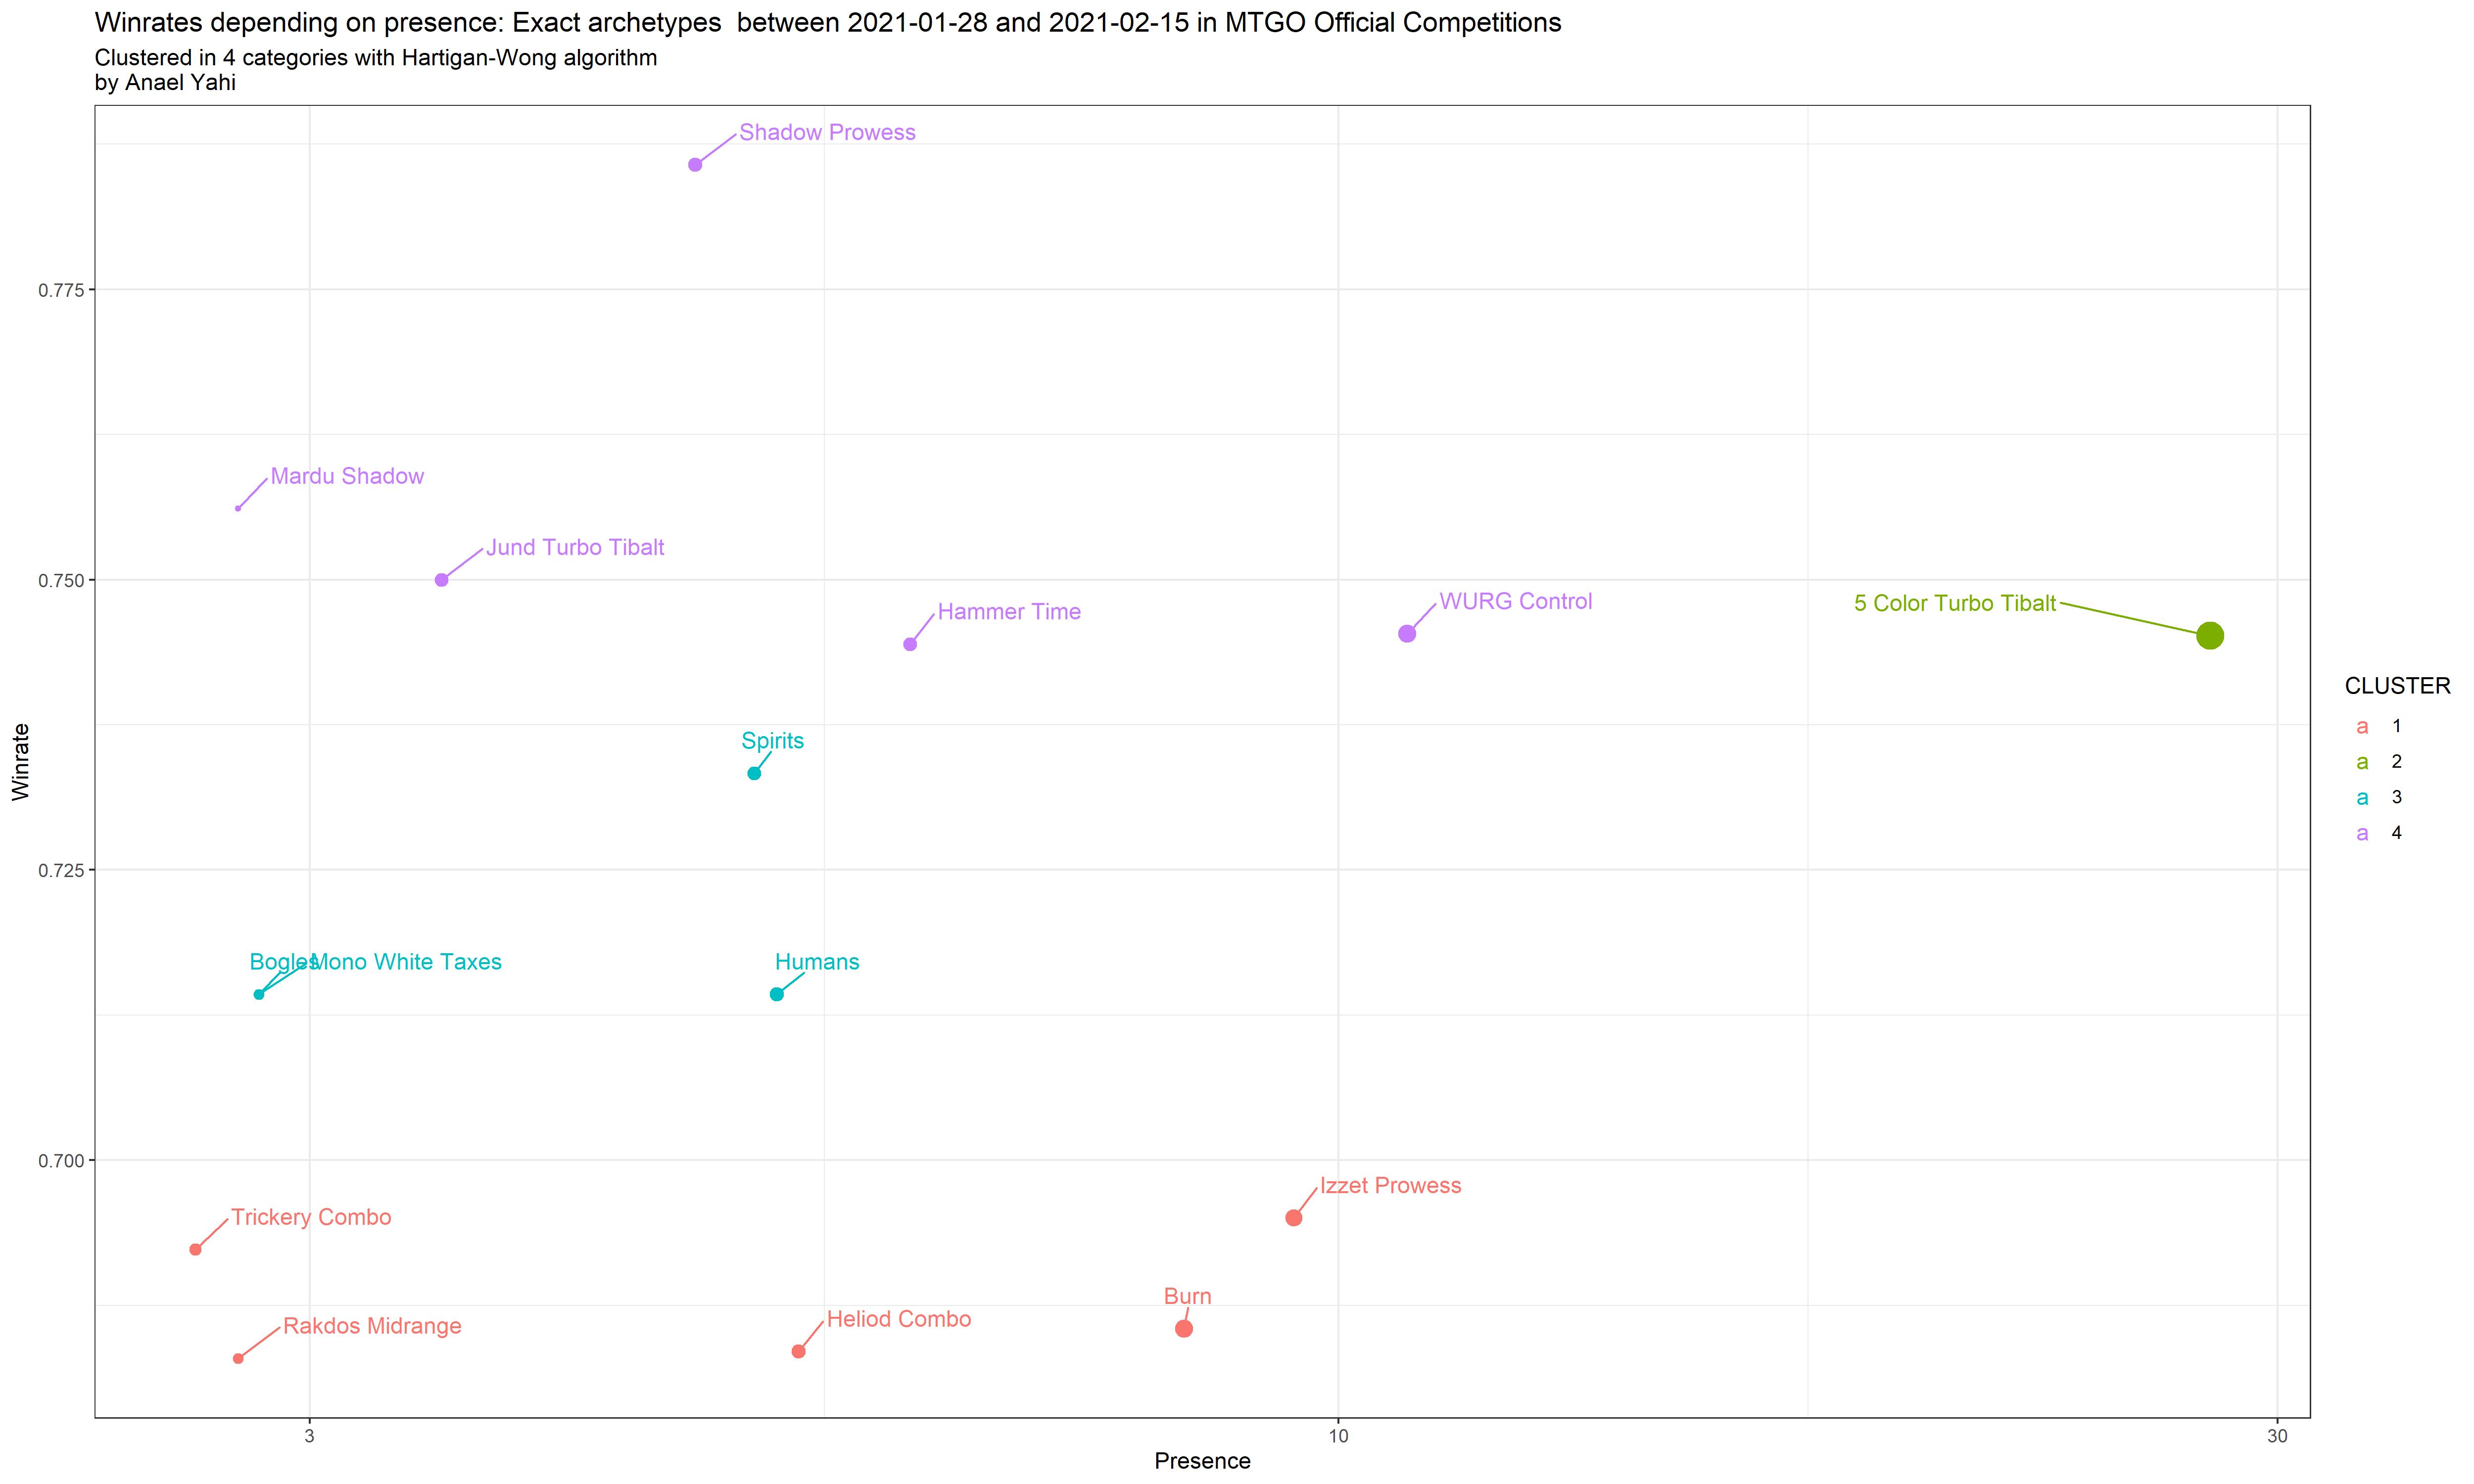 Winrates depending on presence: Exact archetypes  between 2021-01-28 and 2021-02-15 in MTGO Official Competitions
Clustered in 4 categories with Hartigan-Wong algorithm
by Anael Yahi
Shadow Prowess
0.775
Mardu Shadow
Jund Turbo Tibalt
0.750
Hammer Time
WURG Control
5 Color Turbo Tibalt
Spirits
0.725
Bogles
Mono White Taxes
Humans
0.700
Izzet Prowess
Trickery Combo
Burn
Heliod Combo
Rakdos Midrange
Winrate
3
10
30
Presence
CLUSTER
a 1
a 2
a 3
a 4